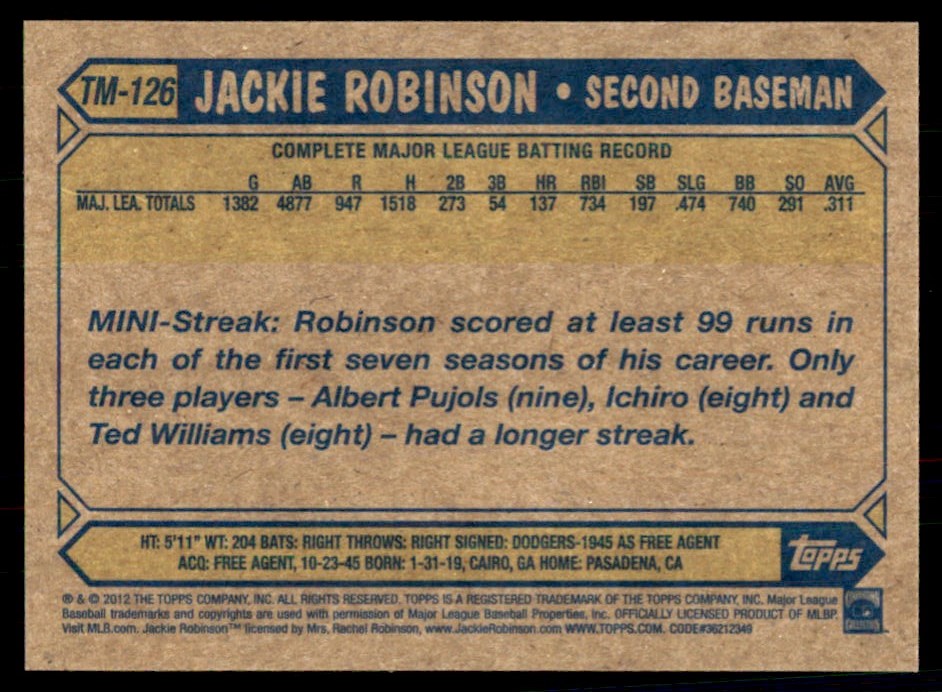 TM-126 JACKIE ROBINSON • SECOND BASEMAN
COMPLETE MAJOR LEAGUE BATTING RECORD
G AB R H 2B 3B HR RBI SB SLG BB SO AVG
MAJ. LEA. TOTALS 1382 4877 947 1518 273 54 137 734 197 .474 740 291 .311
MINI-Streak: Robinson scored at least 99 runs in
each of the first seven seasons of his career. Only
three players – Albert Pujols (nine), Ichiro (eight) and
Ted Williams (eight) – had a longer streak.
HT: 5'11" WT: 204 BATS: RIGHT THROWS: RIGHT SIGNED: DODGERS-1945 AS FREE AGENT
ACQ: FREE AGENT, 10-23-45 BORN: 1-31-19, CAIRO, GA HOME: PASADENA, CA
TOPPS
® & © 2012 THE TOPPS COMPANY, INC. ALL RIGHTS RESERVED. TOPPS IS A REGISTERED TRADEMARK OF THE TOPPS COMPANY, INC. Major League
Baseball trademarks and copyrights are used with permission of Major League Baseball Properties, Inc. OFFICIALLY LICENSED PRODUCT OF MLBP.
Visit MLB.com. Jackie Robinson™ licensed by Mrs. Rachel Robinson, www.JackieRobinson.com WWW.TOPPS.COM. CODE#36212349